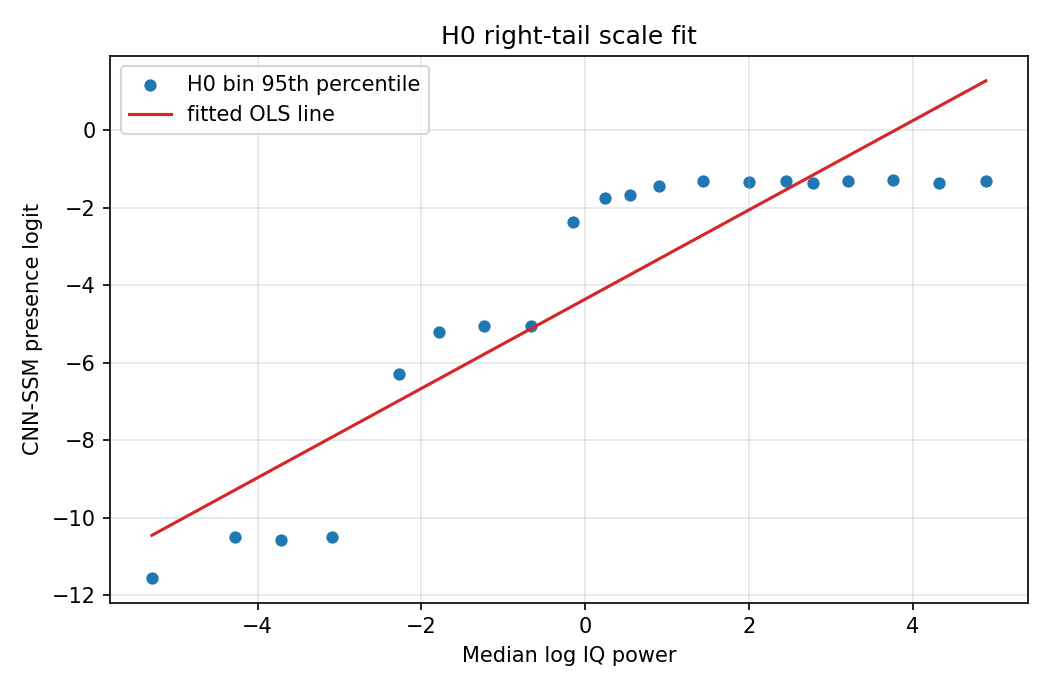 H0 right-tail scale fit
H0 bin 95th percentile
fitted OLS line
CNN-SSM presence logit
0
−2
−4
−6
−8
−10
−12
−4
−2
0
2
4
Median log IQ power